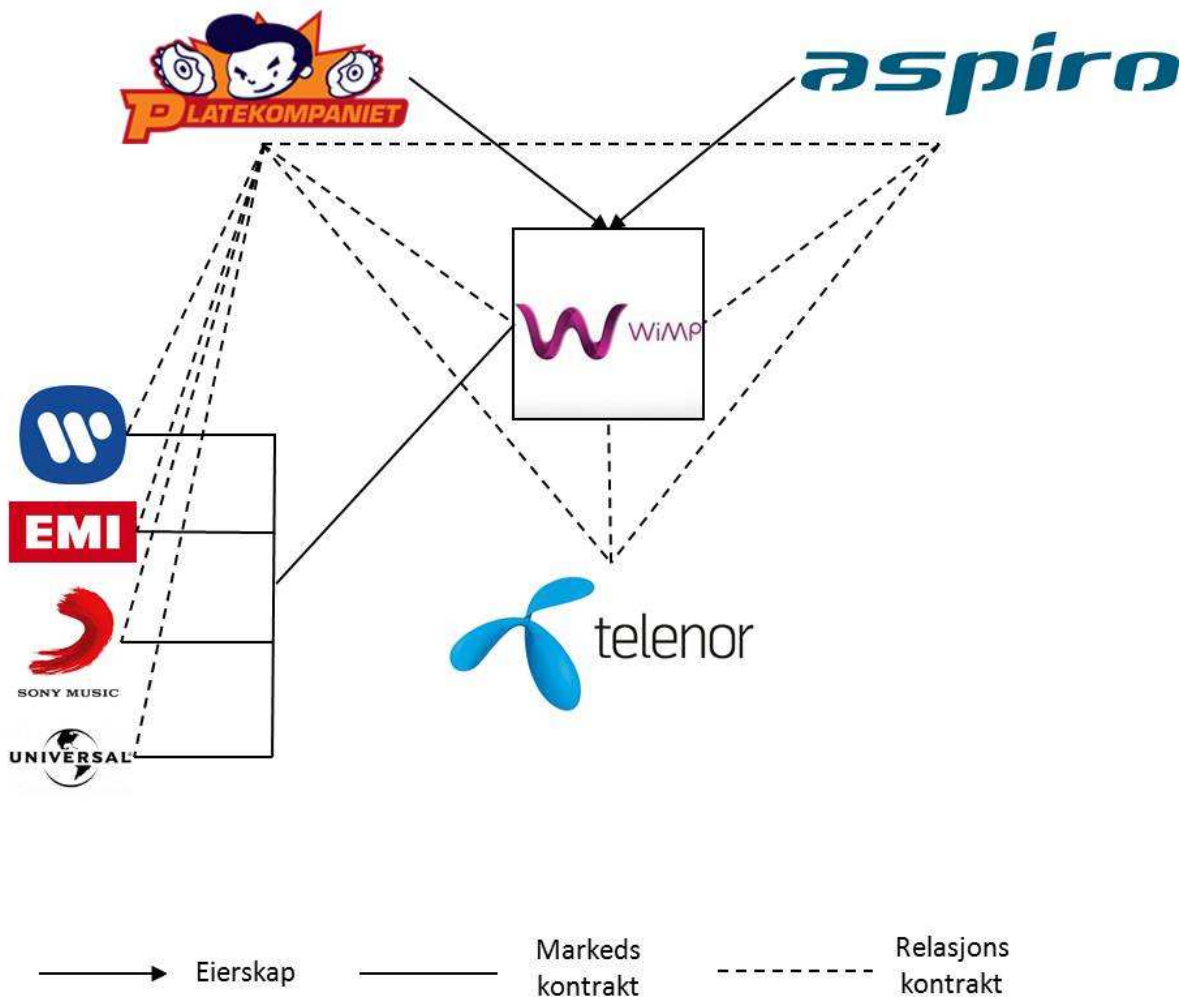 PLATEKOMPANIET
aspiro
WiMP
EMI
SONY MUSIC
UNIVERSAL
telenor
Eierskap
Markeds
kontrakt
Relasjons
kontrakt